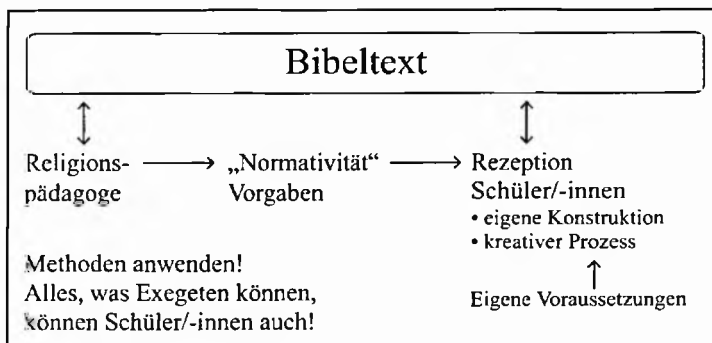 Bibeltext
Religions-
pädagoge
„Normativität“
Vorgaben
Rezeption
Schüler/-innen
• eigene Konstruktion
• kreativer Prozess
Eigene Voraussetzungen
Methoden anwenden!
Alles, was Exegeten können,
können Schüler/-innen auch!